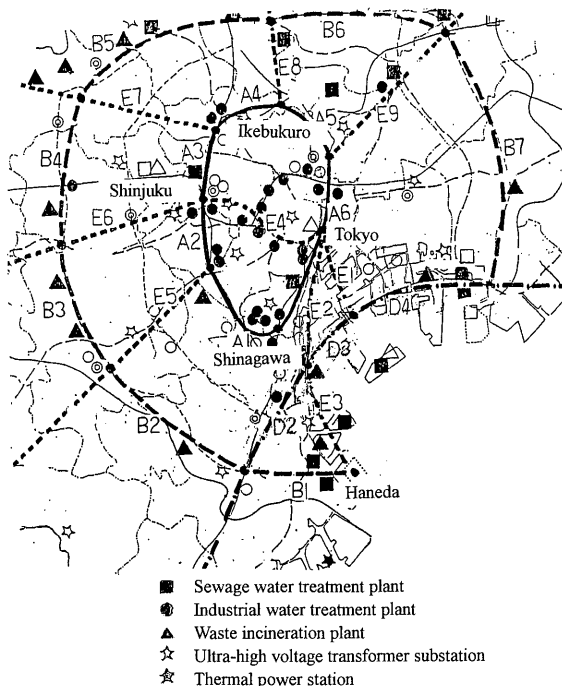 B5
B6
E8
E7
A4
A5
E9
Ikebukuro
B4
A3
B7
Shinjuku
E6
E4
A6
A2
Tokyo
E1
B3
E5
E2
D4
A1
Shinagawa
D3
B2
D2
E3
B1
Haneda
Sewage water treatment plant
Industrial water treatment plant
Waste incineration plant
Ultra-high voltage transformer substation
Thermal power station